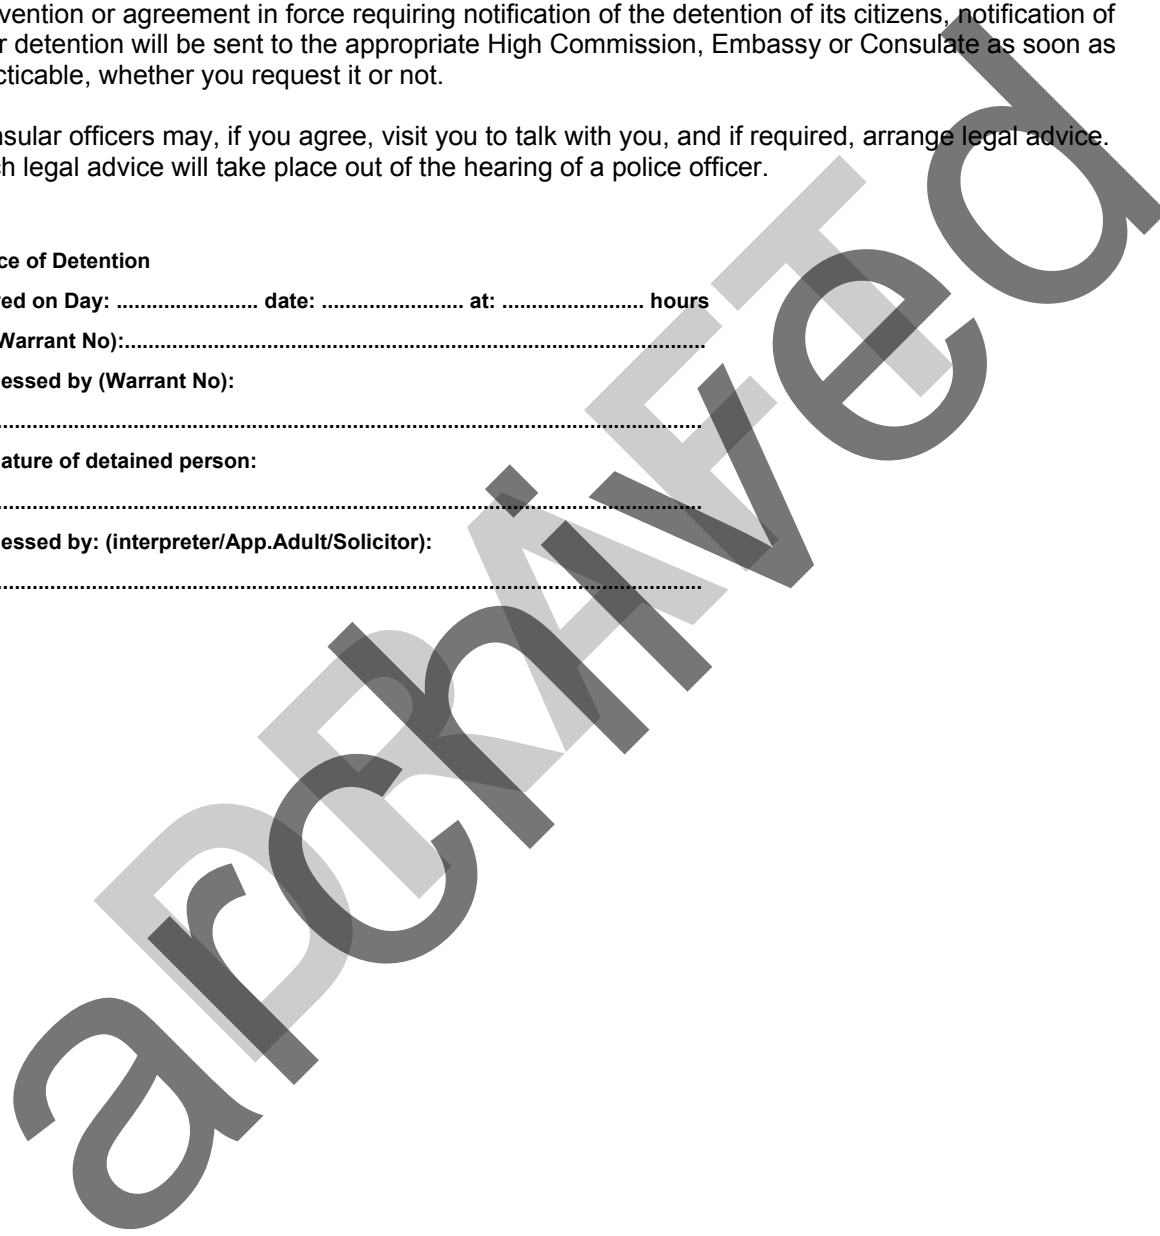 vention or agreement in force requiring notification of the detention of its citizens, notification of
r detention will be sent to the appropriate High Commission, Embassy or Consulate as soon as
cticable, whether you request it or not.
nsular officers may, if you agree, visit you to talk with you, and if required, arrange legal advice.
ch legal advice will take place out of the hearing of a police officer.
ce of Detention
ed on Day: ........................ date: ........................ at: ........................ hours
Warrant No):...................................................................................................
essed by (Warrant No):
........................................................................................................................
ature of detained person:
........................................................................................................................
essed by: (interpreter/App.Adult/Solicitor):
........................................................................................................................
DRAFT
archived